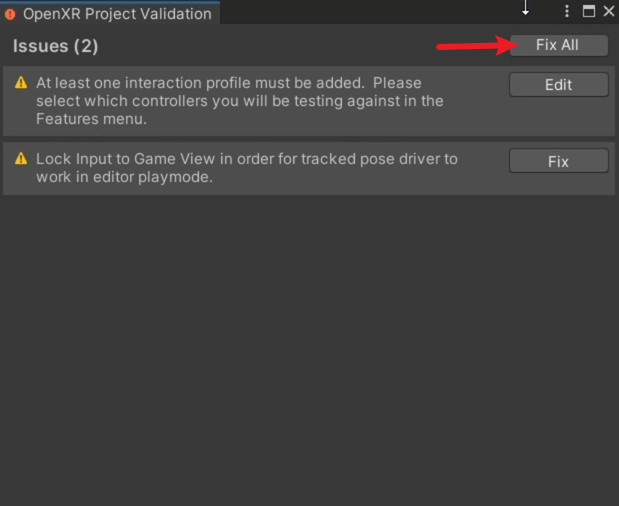 OpenXR Project Validation
Issues (2)
Fix All
At least one interaction profile must be added.  Please
select which controllers you will be testing against in the
Features menu.
Edit
Lock Input to Game View in order for tracked pose driver to
work in editor playmode.
Fix